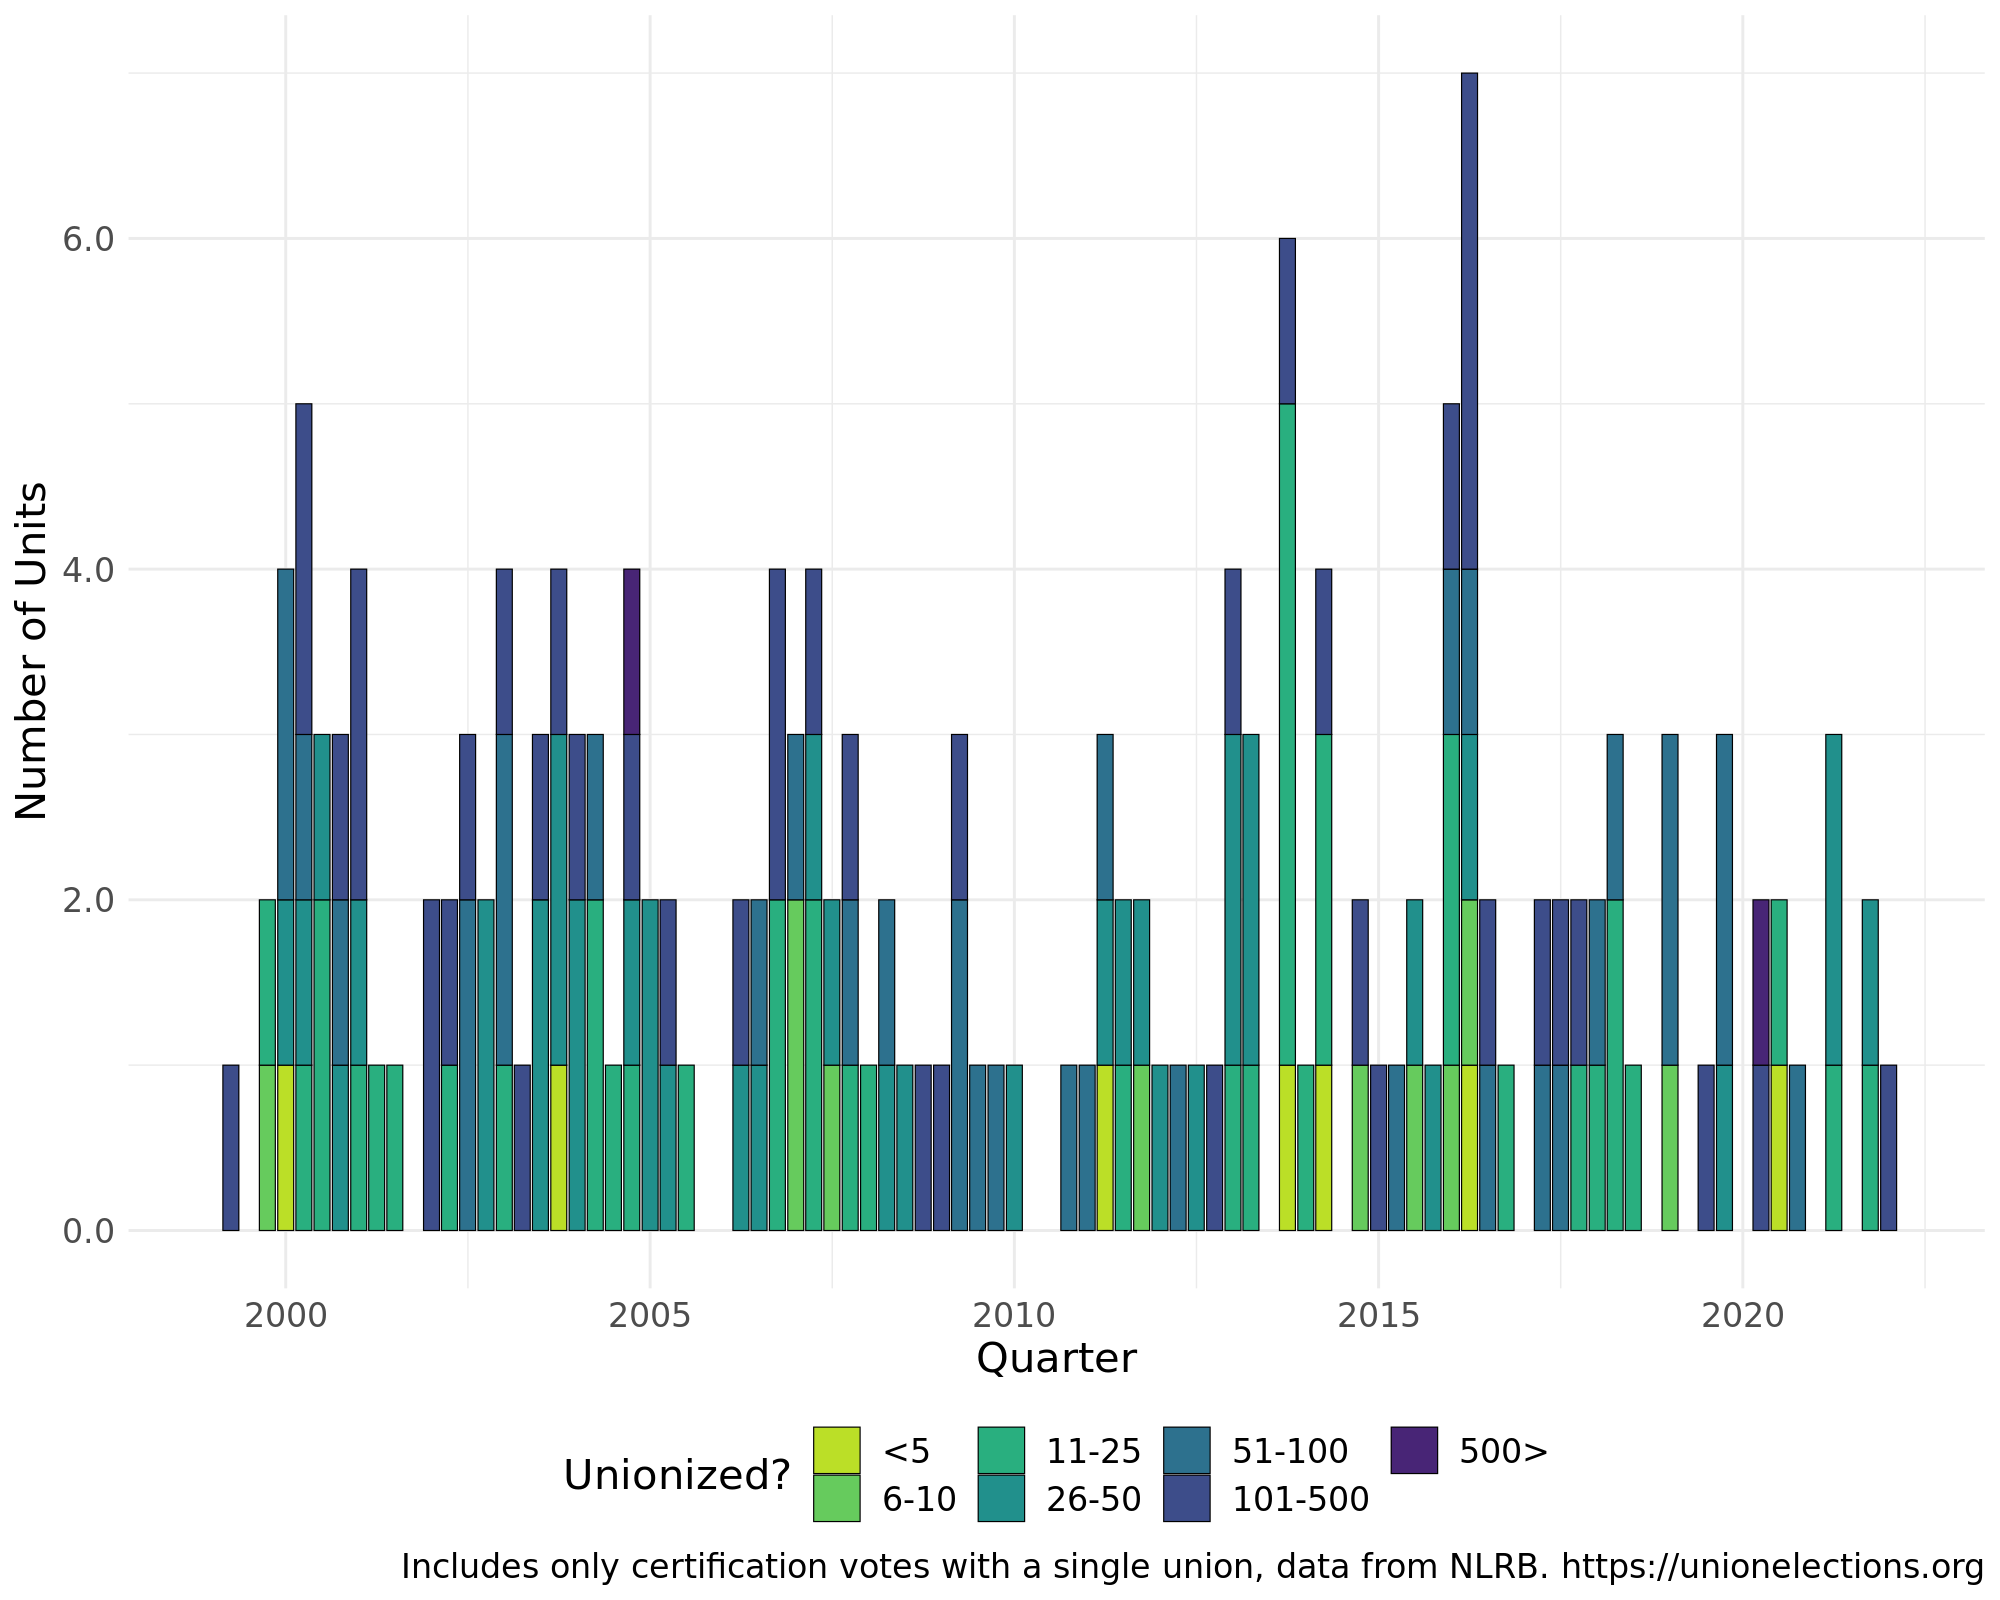 Number of Units
6.0
4.0
2.0
0.0
2000 2005 2010 2015 2020
Quarter
Unionized?
<5 11-25 51-100 500>
6-10 26-50 101-500
Includes only certification votes with a single union, data from NLRB. https://unionelections.org